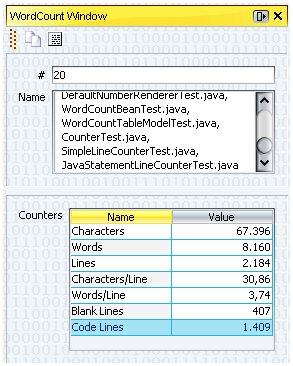 WordCount Window
# 20
Name
DefaultNumberRendererTest.java,
WordCountBeanTest.java,
WordCountTableModelTest.java,
CounterTest.java,
SimpleLineCounterTest.java,
JavaStatementLineCounterTest.java
Counters
Name Value
Characters 67.396
Words 8.160
Lines 2.184
Characters/Line 30,86
Words/Line 3,74
Blank Lines 407
Code Lines 1.409